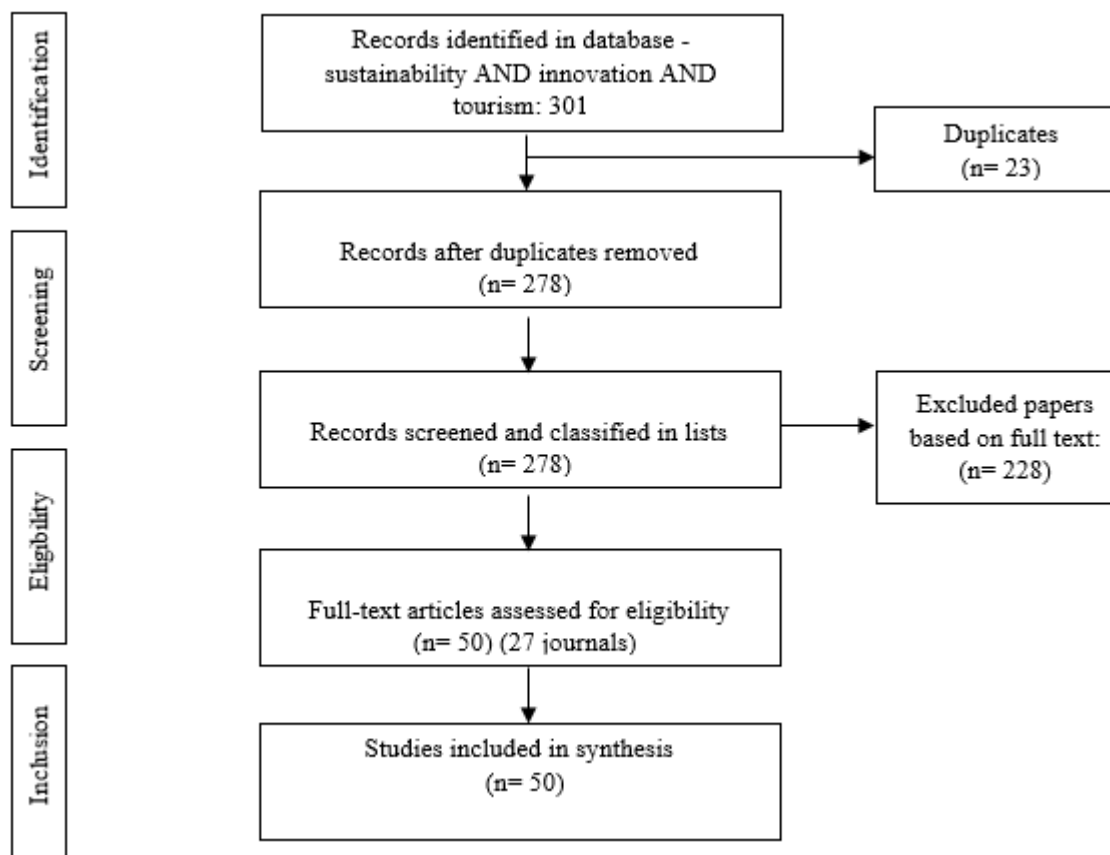 Identification
Records identified in database -
sustainability AND innovation AND
tourism: 301
Duplicates
(n= 23)
Records after duplicates removed
(n= 278)
Screening
Records screened and classified in lists
(n= 278)
Excluded papers
based on full text:
(n= 228)
Eligibility
Full-text articles assessed for eligibility
(n= 50) (27 journals)
Inclusion
Studies included in synthesis
(n= 50)